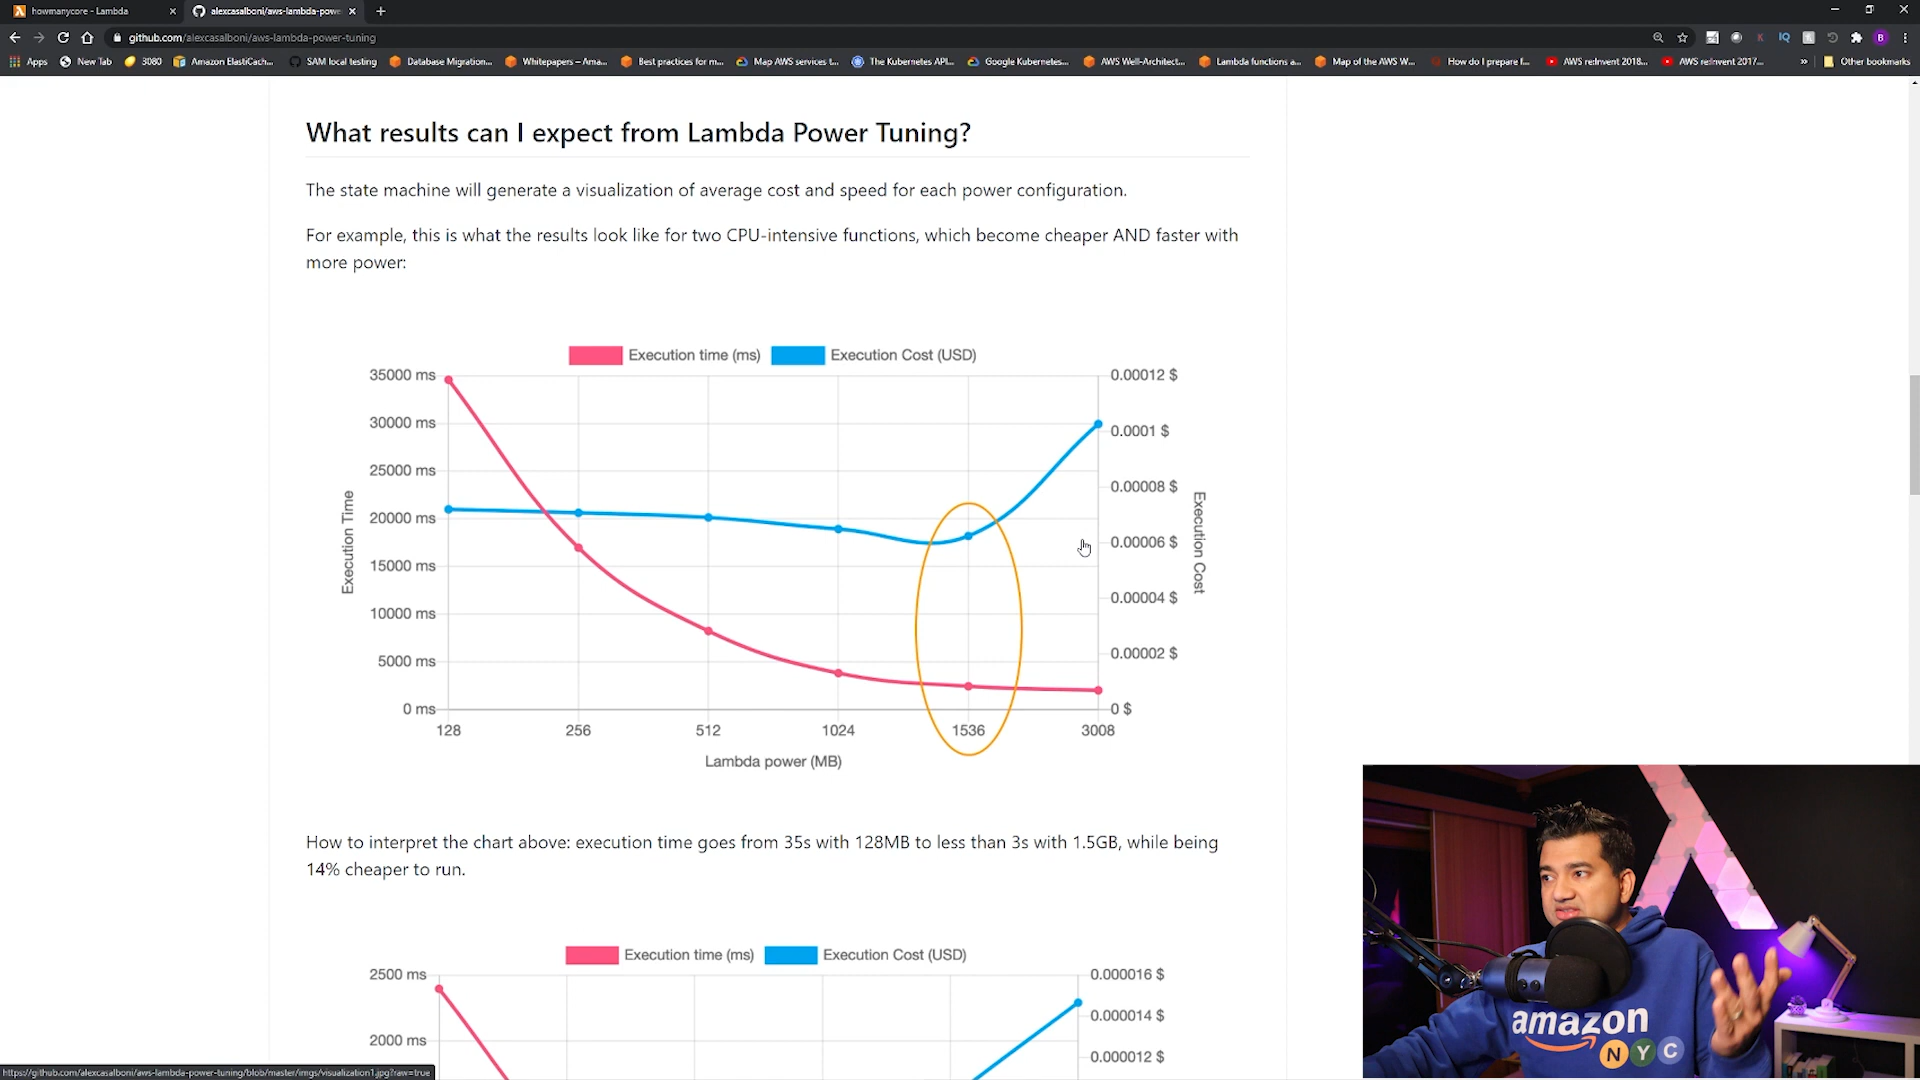 howmanycore - Lambda
alexcasalboni/aws-lambda-powe
github.com/alexcasalboni/aws-lambda-power-tuning
Apps
New Tab
3080
Amazon ElastiCach...
SAM local testing
Database Migration...
Whitepapers – Ama...
Best practices for m...
Map AWS services t...
The Kubernetes API...
Google Kubernetes...
AWS Well-Architect...
Lambda functions a...
Map of the AWS W...
How do I prepare f...
AWS re:Invent 2018...
AWS re:Invent 2017...
»
Other bookmarks
What results can I expect from Lambda Power Tuning?
The state machine will generate a visualization of average cost and speed for each power configuration.
For example, this is what the results look like for two CPU-intensive functions, which become cheaper AND faster with
more power:
Execution time (ms)
Execution Cost (USD)
35000 ms
30000 ms
25000 ms
20000 ms
15000 ms
10000 ms
5000 ms
0 ms
Execution Time
0.00012 $
0.0001 $
0.00008 $
0.00006 $
0.00004 $
0.00002 $
0 $
Execution Cost
128
256
512
1024
1536
3008
Lambda power (MB)
How to interpret the chart above: execution time goes from 35s with 128MB to less than 3s with 1.5GB, while being
14% cheaper to run.
Execution time (ms)
Execution Cost (USD)
2500 ms
2000 ms
0.000016 $
0.000014 $
0.000012 $
https://github.com/alexcasalboni/aws-lambda-power-tuning/blob/master/imgs/visualization1.jpg?raw=true
amazon
N Y C